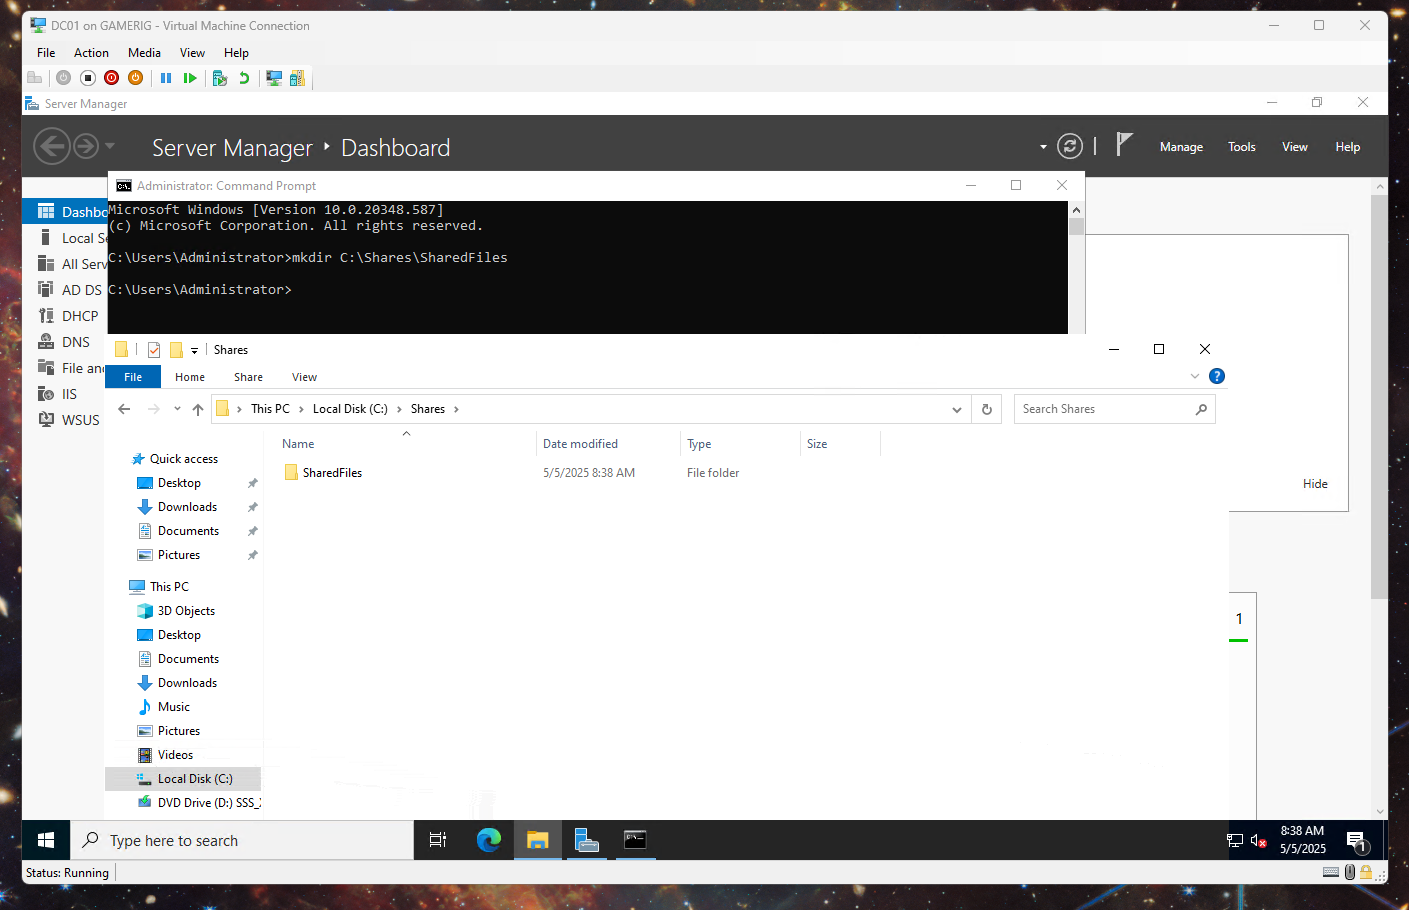 DC01 on GAMERIG - Virtual Machine Connection
File Action Media View Help
Server Manager
Server Manager Dashboard
Manage Tools View Help
Administrator: Command Prompt
Microsoft Windows [Version 10.0.20348.587]
(c) Microsoft Corporation. All rights reserved.
C:\Users\Administrator>mkdir C:\Shares\SharedFiles
C:\Users\Administrator>
Dashbo
Local Se
All Serv
AD DS
DHCP
DNS
File and
IIS
WSUS
Shares
File Home Share View
This PC Local Disk (C:) Shares
Search Shares
Name Date modified Type Size
SharedFiles 5/5/2025 8:38 AM File folder
Quick access
Desktop
Downloads
Documents
Pictures
This PC
3D Objects
Desktop
Documents
Downloads
Music
Pictures
Videos
Local Disk (C:)
DVD Drive (D:) SSS_X
Hide
1
Type here to search
8:38 AM
5/5/2025
1
Status: Running